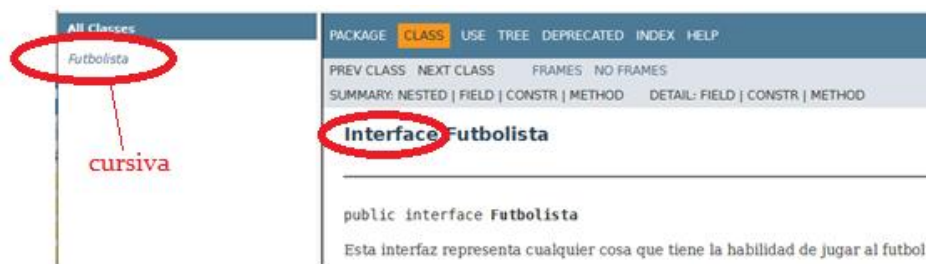 All Classes
Futbolista
cursiva
PACKAGE CLASS USE TREE DEPRECATED INDEX HELP
PREV CLASS NEXT CLASS FRAMES NO FRAMES
SUMMARY: NESTED | FIELD | CONSTR | METHOD DETAIL: FIELD | CONSTR | METHOD
Interface Futbolista
public interface Futbolista
Esta interfaz representa cualquier cosa que tiene la habilidad de jugar al futbol